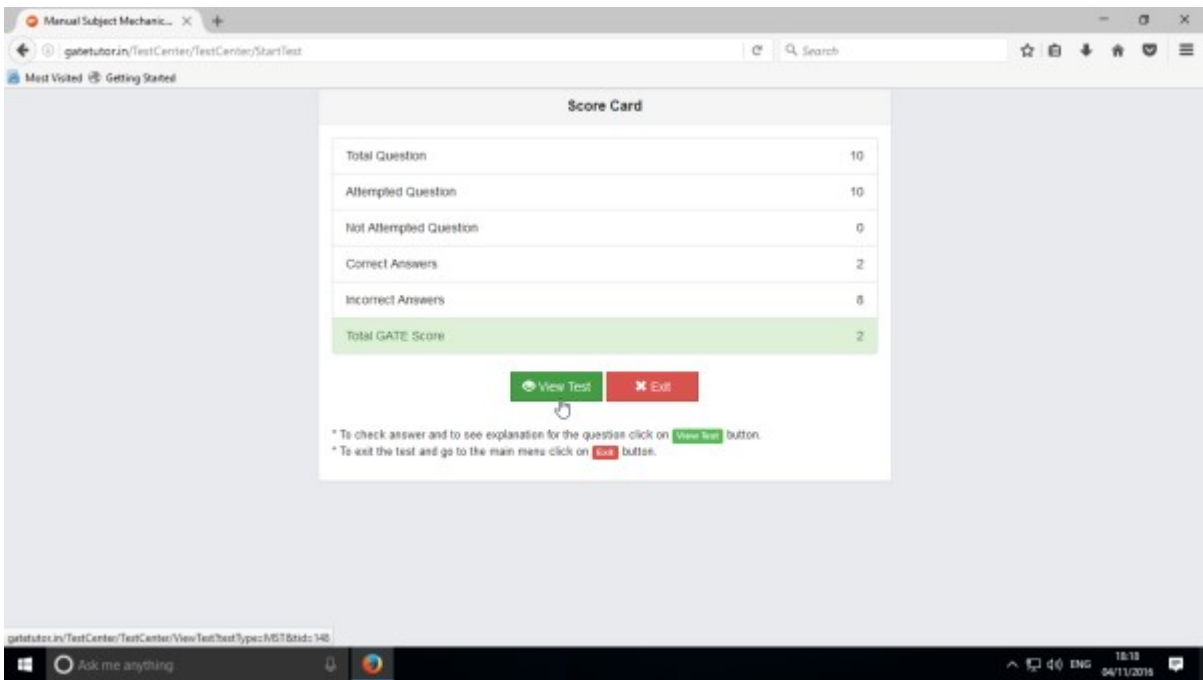 Manual Subject Mechanic...
gatetutor.in/TestCenter/TestCenter/StartTest
Search
Most Visited Getting Started
Score Card
Total Question 10
Attempted Question 10
Not Attempted Question 0
Correct Answers 2
Incorrect Answers 8
Total GATE Score 2
View Test Exit
* To check answer and to see explanation for the question click on View Test button.
* To exit the test and go to the main menu click on Exit button.
gatetutor.in/TestCenter/TestCenter/ViewTest?testType=MST&tid=148
Ask me anything
ENG
18:18
04/11/2016